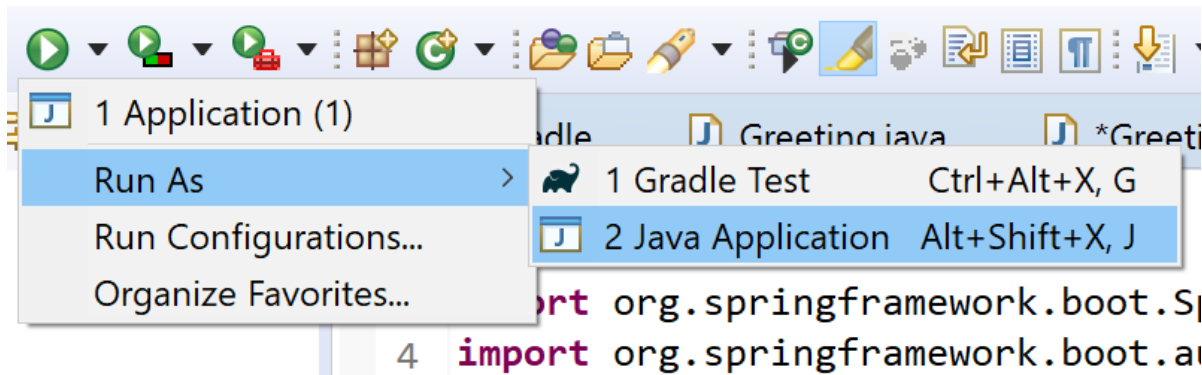 1 Application (1)
Greeting.java
*Greeti
Run As
1 Gradle Test Ctrl+Alt+X, G
Run Configurations...
2 Java Application Alt+Shift+X, J
Organize Favorites...
org.springframework.boot.Sp
4 import org.springframework.boot.au